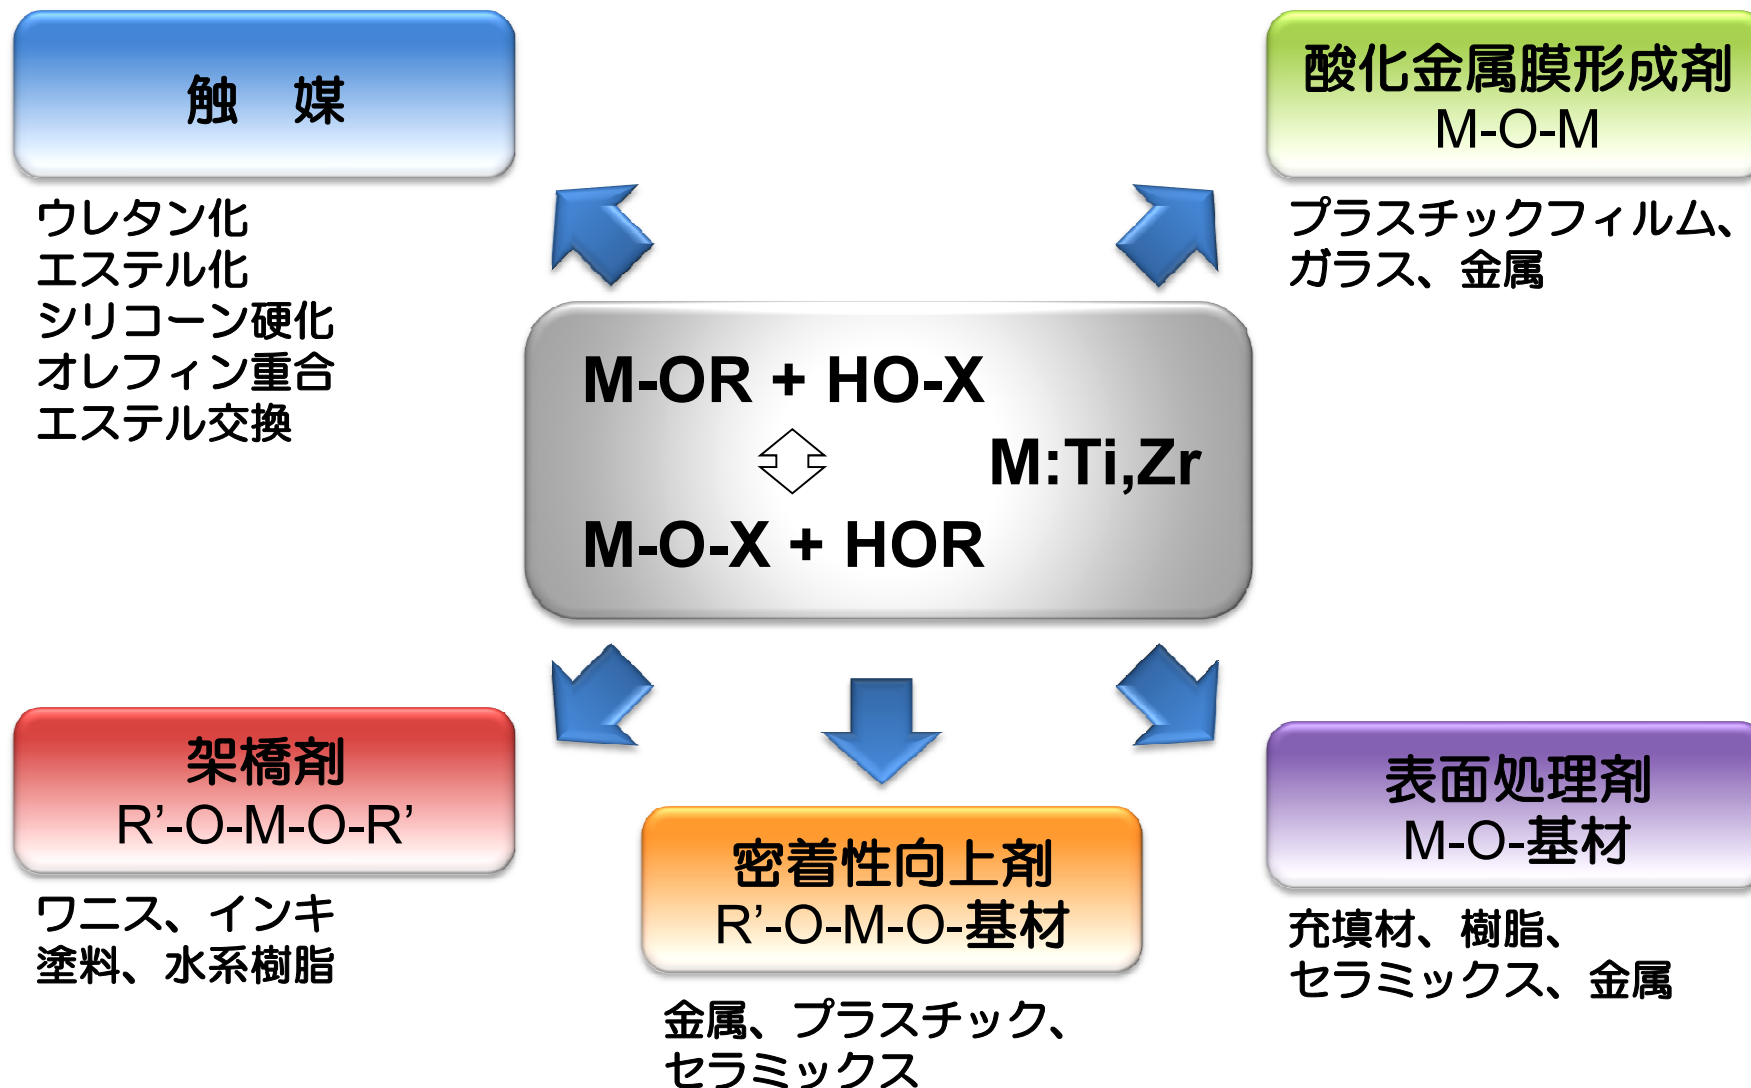 触　媒
ウレタン化
エステル化
シリコーン硬化
オレフィン重合
エステル交換
酸化金属膜形成剤
M-O-M
プラスチックフィルム、
ガラス、金属
M-OR + HO-X
M:Ti,Zr
M-O-X + HOR
架橋剤
R’-O-M-O-R’
ワニス、インキ
塗料、水系樹脂
密着性向上剤
R’-O-M-O-基材
金属、プラスチック、
セラミックス
表面処理剤
M-O-基材
充填材、樹脂、
セラミックス、金属